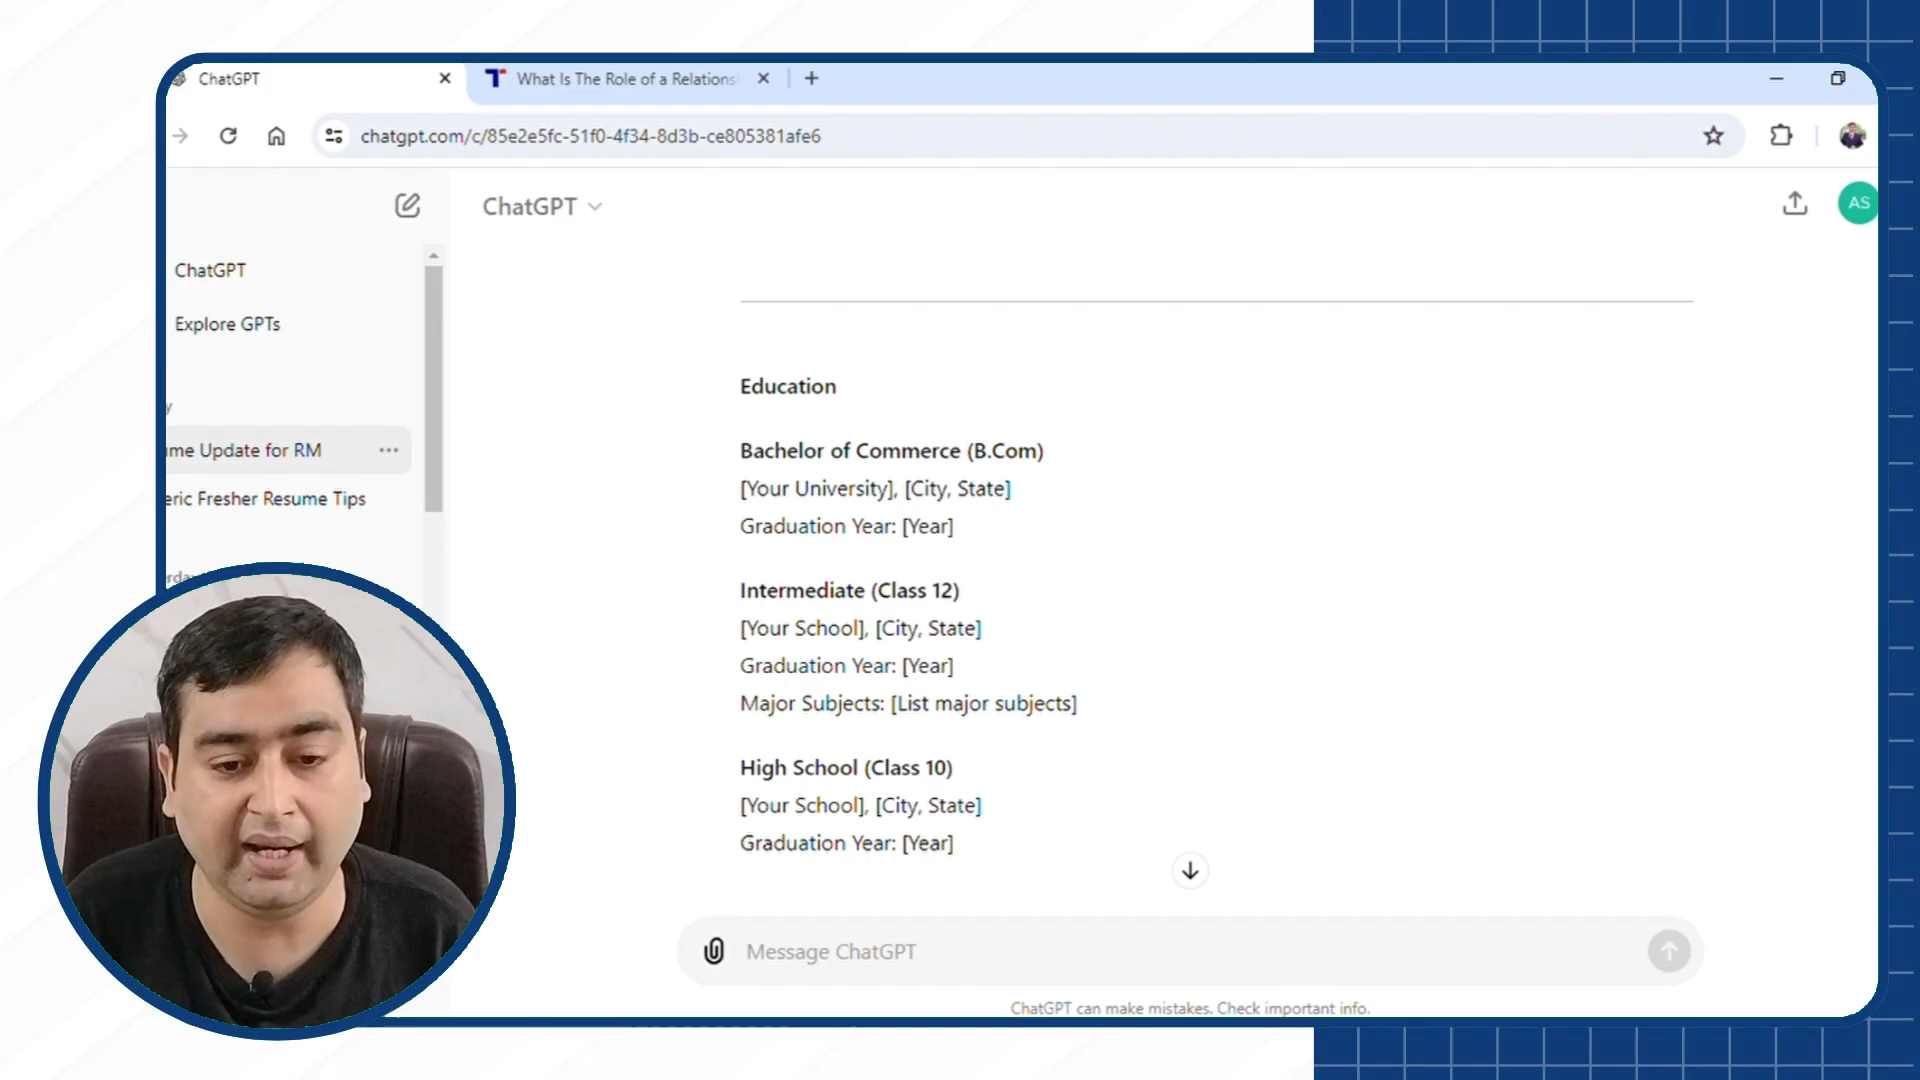 ChatGPT
What Is The Role of a Relations
chatgpt.com/c/85e2e5fc-51f0-4f34-8d3b-ce805381afe6
ChatGPT
AS
ChatGPT
Explore GPTs
y
me Update for RM
eric Fresher Resume Tips
Education
Bachelor of Commerce (B.Com)
[Your University], [City, State]
Graduation Year: [Year]
Intermediate (Class 12)
[Your School], [City, State]
Graduation Year: [Year]
Major Subjects: [List major subjects]
High School (Class 10)
[Your School], [City, State]
Graduation Year: [Year]
Message ChatGPT
ChatGPT can make mistakes. Check important info.